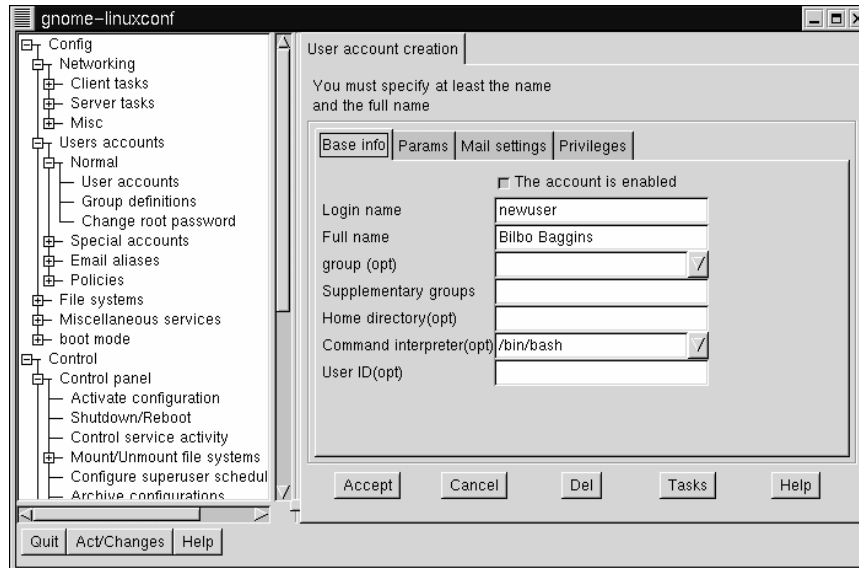 gnome-linuxconf
Config
Networking
Client tasks
Server tasks
Misc
Users accounts
Normal
User accounts
Group definitions
Change root password
Special accounts
Email aliases
Policies
File systems
Miscellaneous services
boot mode
Control
Control panel
Activate configuration
Shutdown/Reboot
Control service activity
Mount/Unmount file systems
Configure superuser schedul
Archive configurations
User account creation
You must specify at least the name
and the full name
Base info Params Mail settings Privileges
The account is enabled
Login name newuser
Full name Bilbo Baggins
group (opt)
Supplementary groups
Home directory(opt)
Command interpreter(opt) /bin/bash
User ID(opt)
Accept Cancel Del Tasks Help
Quit Act/Changes Help